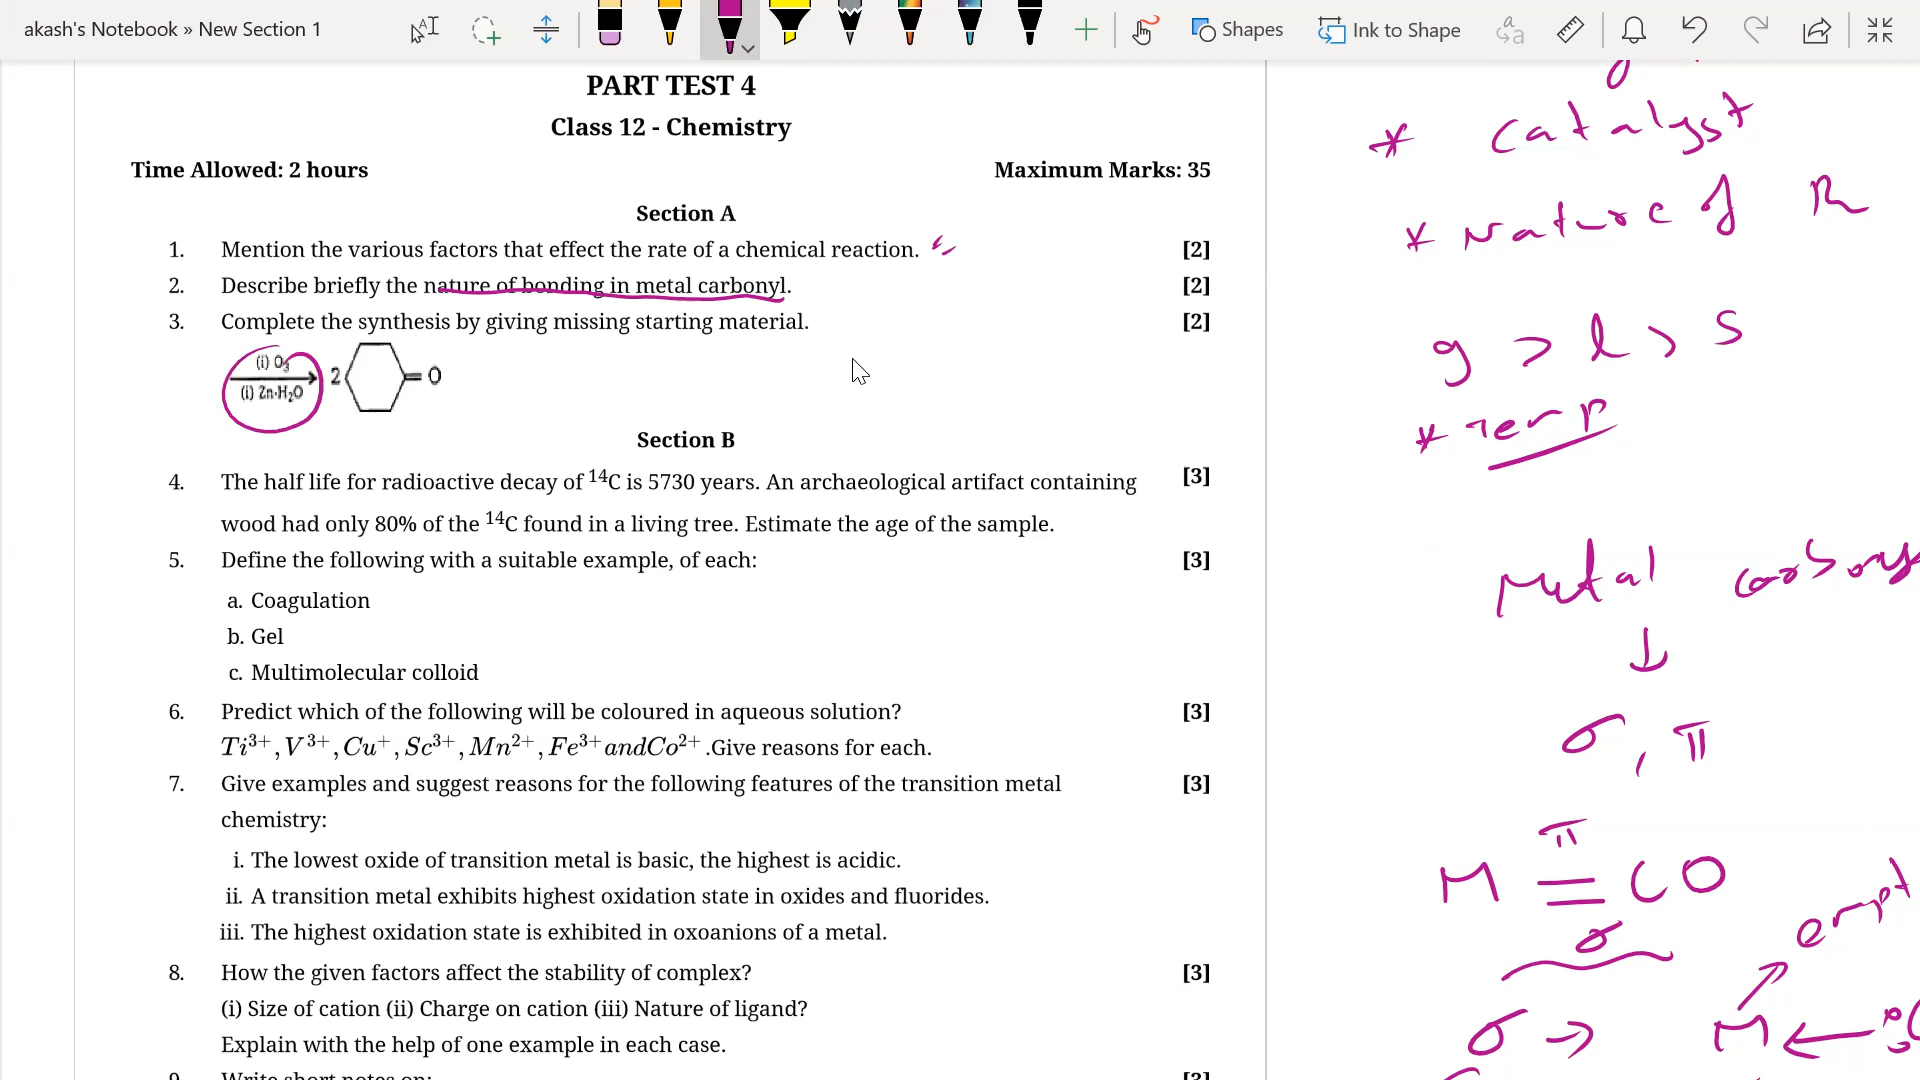 akash's Notebook » New Section 1
Shapes
Ink to Shape
PART TEST 4
Class 12 - Chemistry
Time Allowed: 2 hours Maximum Marks: 35
Section A
1. Mention the various factors that effect the rate of a chemical reaction. [2]
2. Describe briefly the nature of bonding in metal carbonyl. [2]
3. Complete the synthesis by giving missing starting material. [2]
(i) O₃
(i) Zn·H₂O
2 = O
Section B
4. The half life for radioactive decay of ¹⁴C is 5730 years. An archaeological artifact containing [3]
wood had only 80% of the ¹⁴C found in a living tree. Estimate the age of the sample.
5. Define the following with a suitable example, of each: [3]
a. Coagulation
b. Gel
c. Multimolecular colloid
6. Predict which of the following will be coloured in aqueous solution? [3]
Ti³⁺, V³⁺, Cu⁺, Sc³⁺, Mn²⁺, Fe³⁺andCo²⁺.Give reasons for each.
7. Give examples and suggest reasons for the following features of the transition metal [3]
chemistry:
i. The lowest oxide of transition metal is basic, the highest is acidic.
ii. A transition metal exhibits highest oxidation state in oxides and fluorides.
iii. The highest oxidation state is exhibited in oxoanions of a metal.
8. How the given factors affect the stability of complex? [3]
(i) Size of cation (ii) Charge on cation (iii) Nature of ligand?
Explain with the help of one example in each case.
9. Write short notes on: [3]
* Catalyst
* Nature of R
g > l > s
* Temp
Metal carbony
↓
σ, π
π
M = CO
σ
empt
σ → M ←